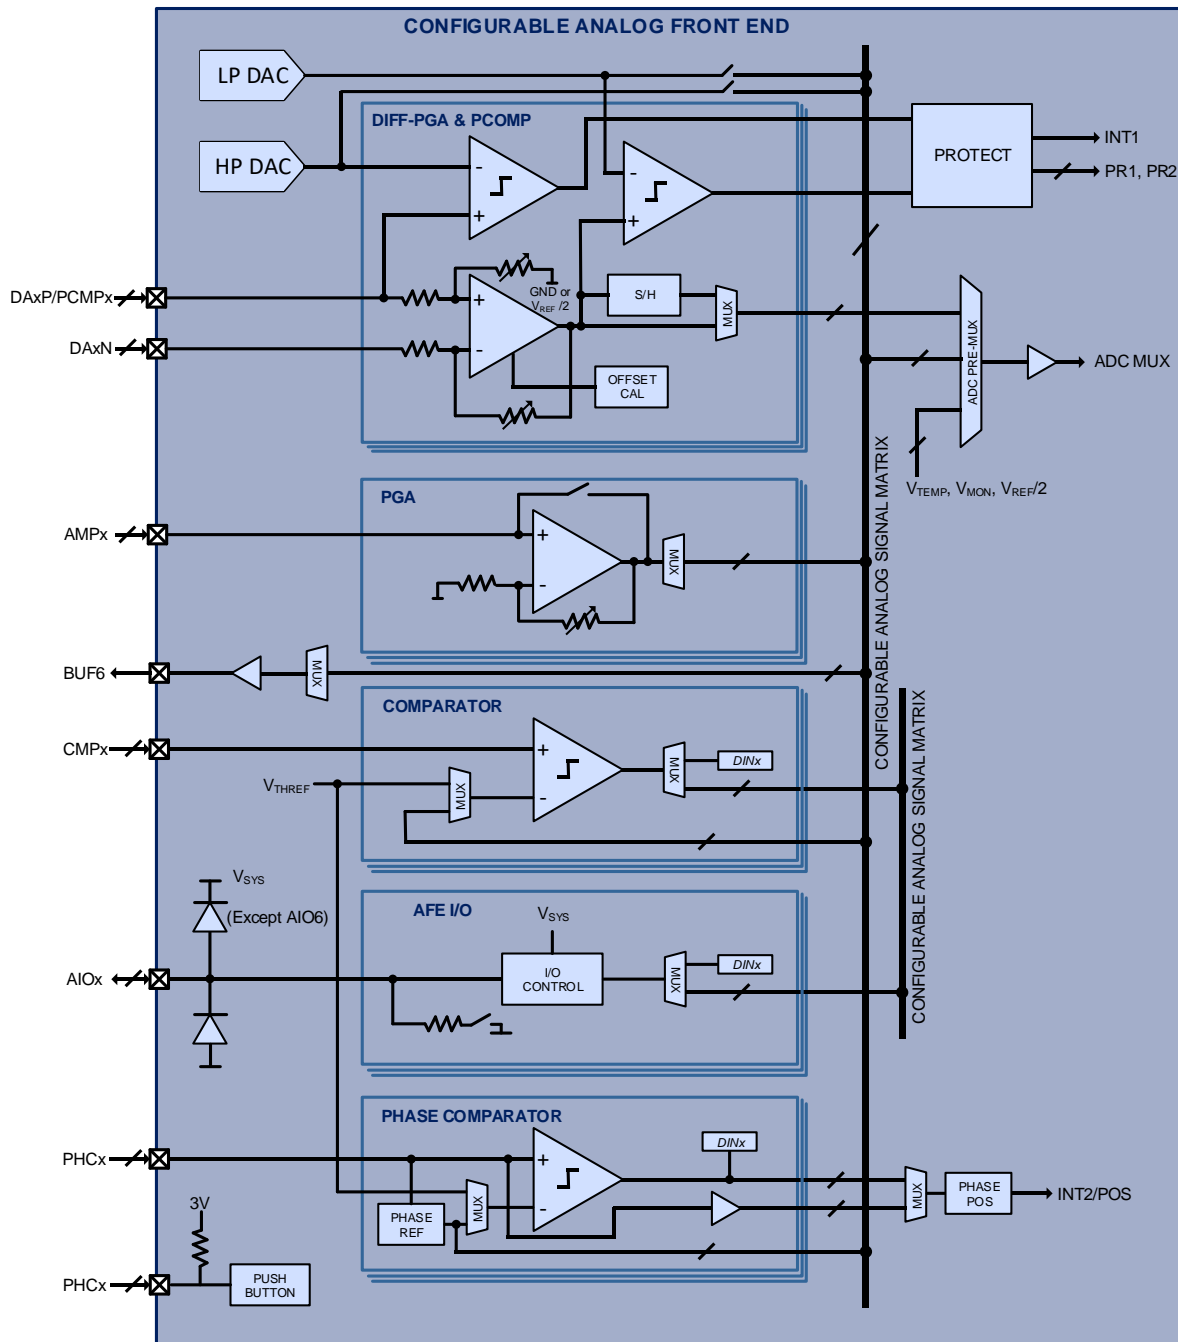 CONFIGURABLE ANALOG FRONT END
LP DAC
DIFF-PGA & PCOMP
HP DAC
-
+
-
+
PROTECT
INT1
PR1, PR2
DAxP/PCMPx
GND or
VREF /2
+
-
S/H
MUX
DAxN
OFFSET
CAL
ADC PRE-MUX
ADC MUX
VTEMP, VMON, VREF/2
CONFIGURABLE ANALOG SIGNAL MATRIX
PGA
AMPx
+
-
MUX
BUF6
MUX
COMPARATOR
CMPx
+
-
VTHREF
MUX
MUX
DINx
CONFIGURABLE ANALOG SIGNAL MATRIX
VSYS
(Except AIO6)
AFE I/O
VSYS
AIOx
I/O
CONTROL
MUX
DINx
PHASE COMPARATOR
PHCx
+
-
DINx
PHASE
REF
MUX
MUX
PHASE
POS
INT2/POS
3V
PHCx
PUSH
BUTTON